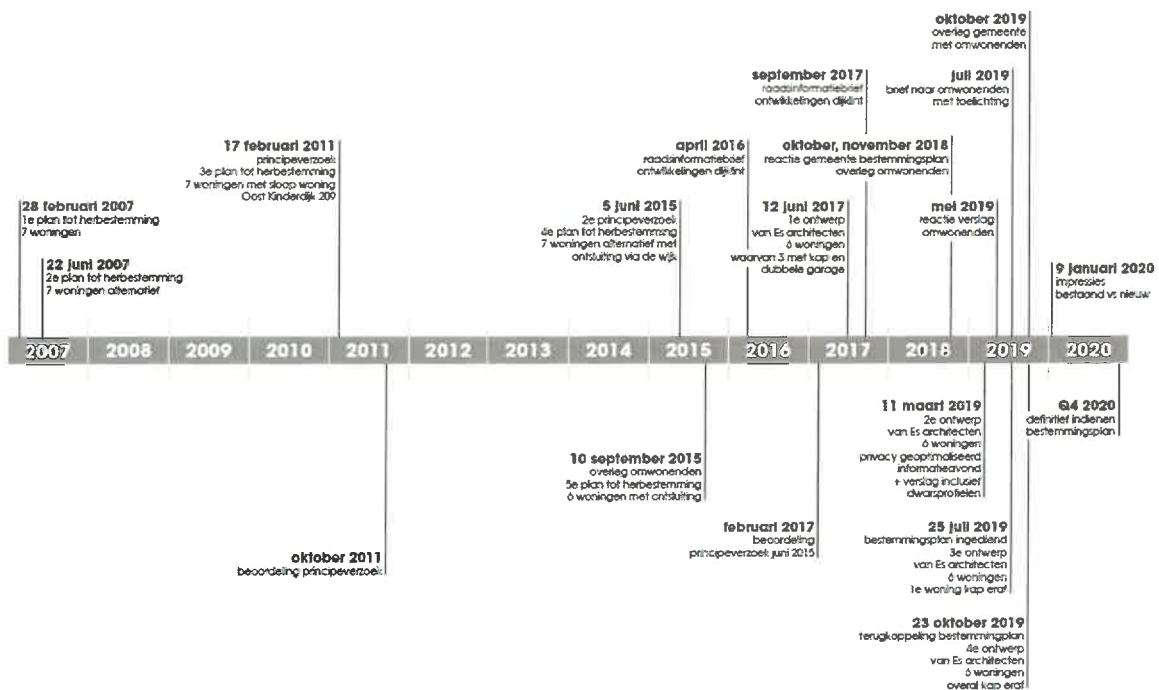 oktober 2019
overleg gemeente
met omwonenden
september 2017
raadsinformatiebrief
ontwikkelingen dijklint
juli 2019
brief naar omwonenden
met toelichting
17 februari 2011
principeverzoek
3e plan tot herbestemming
7 woningen met sloop woning
Oost Kinderdijk 209
april 2016
raadsinformatiebrief
ontwikkelingen dijklint
oktober, november 2018
reactie gemeente bestemmingsplan
overleg omwonenden
28 februari 2007
1e plan tot herbestemming
7 woningen
5 juni 2015
2e principeverzoek
4e plan tot herbestemming
7 woningen alternatief met
ontsluiting via de wijk
12 juni 2017
1e ontwerp
van Es architecten
6 woningen
waarvan 3 met kap en
dubbele garage
mei 2019
reactie verslag
omwonenden
22 juni 2007
2e plan tot herbestemming
7 woningen alternatief
9 januari 2020
impressies
bestaand vs nieuw
2007 2008 2009 2010 2011 2012 2013 2014 2015 2016 2017 2018 2019 2020
11 maart 2019
2e ontwerp
van Es architecten
6 woningen
privacy geoptimaliseerd
informatieavond
+ verslag inclusief
dwarsprofielen
Q4 2020
definitief indienen
bestemmingsplan
10 september 2015
overleg omwonenden
5e plan tot herbestemming
6 woningen met ontsluiting
februari 2017
beoordeling
principeverzoek juni 2015
25 juli 2019
bestemmingsplan ingediend
3e ontwerp
van Es architecten
6 woningen
1e woning kap eraf
oktober 2011
beoordeling principeverzoek
23 oktober 2019
terugkoppeling bestemmingplan
4e ontwerp
van Es architecten
6 woningen
overal kap eraf